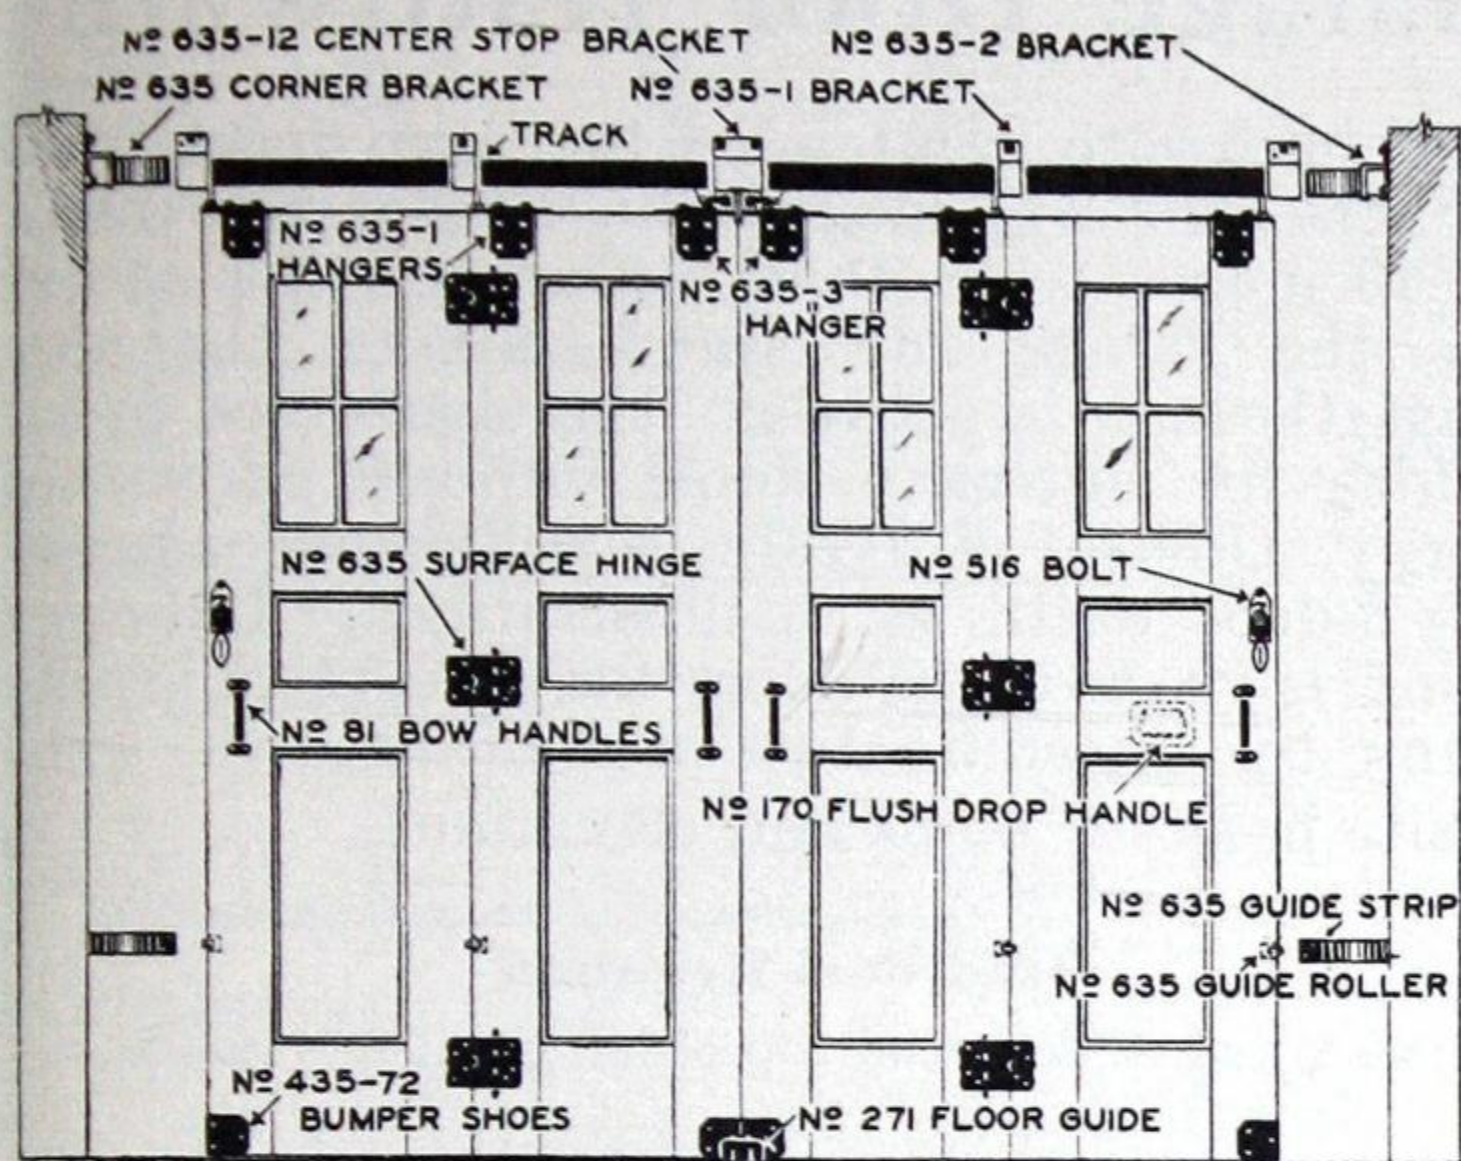 Nº 635-12 CENTER STOP BRACKET
Nº 635-2 BRACKET
Nº 635 CORNER BRACKET
Nº 635-1 BRACKET
TRACK
Nº 635-1
HANGERS
Nº 635-3
HANGER
Nº 635 SURFACE HINGE
Nº 516 BOLT
Nº 81 BOW HANDLES
Nº 170 FLUSH DROP HANDLE
Nº 635 GUIDE STRIP
Nº 635 GUIDE ROLLER
Nº 435-72
BUMPER SHOES
Nº 271 FLOOR GUIDE